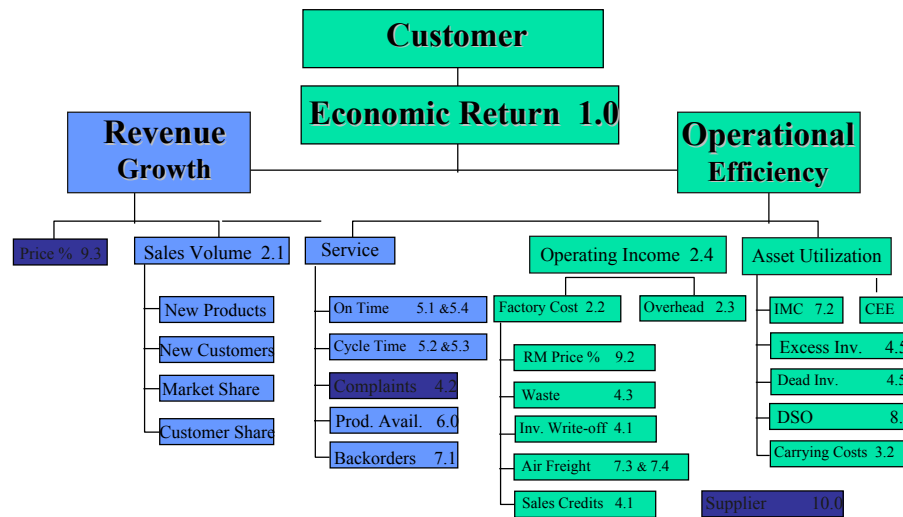 Customer
Economic Return 1.0
Revenue
Growth
Operational
Efficiency
Price % 9.3
Sales Volume 2.1
New Products
New Customers
Market Share
Customer Share
Service
On Time 5.1 &5.4
Cycle Time 5.2 &5.3
Complaints 4.2
Prod. Avail. 6.0
Backorders 7.1
Operating Income 2.4
Factory Cost 2.2
Overhead 2.3
RM Price % 9.2
Waste 4.3
Inv. Write-off 4.1
Air Freight 7.3 & 7.4
Sales Credits 4.1
Asset Utilization
IMC 7.2
CEE
Excess Inv. 4.5
Dead Inv. 4.5
DSO 8.
Carrying Costs 3.2
Supplier 10.0